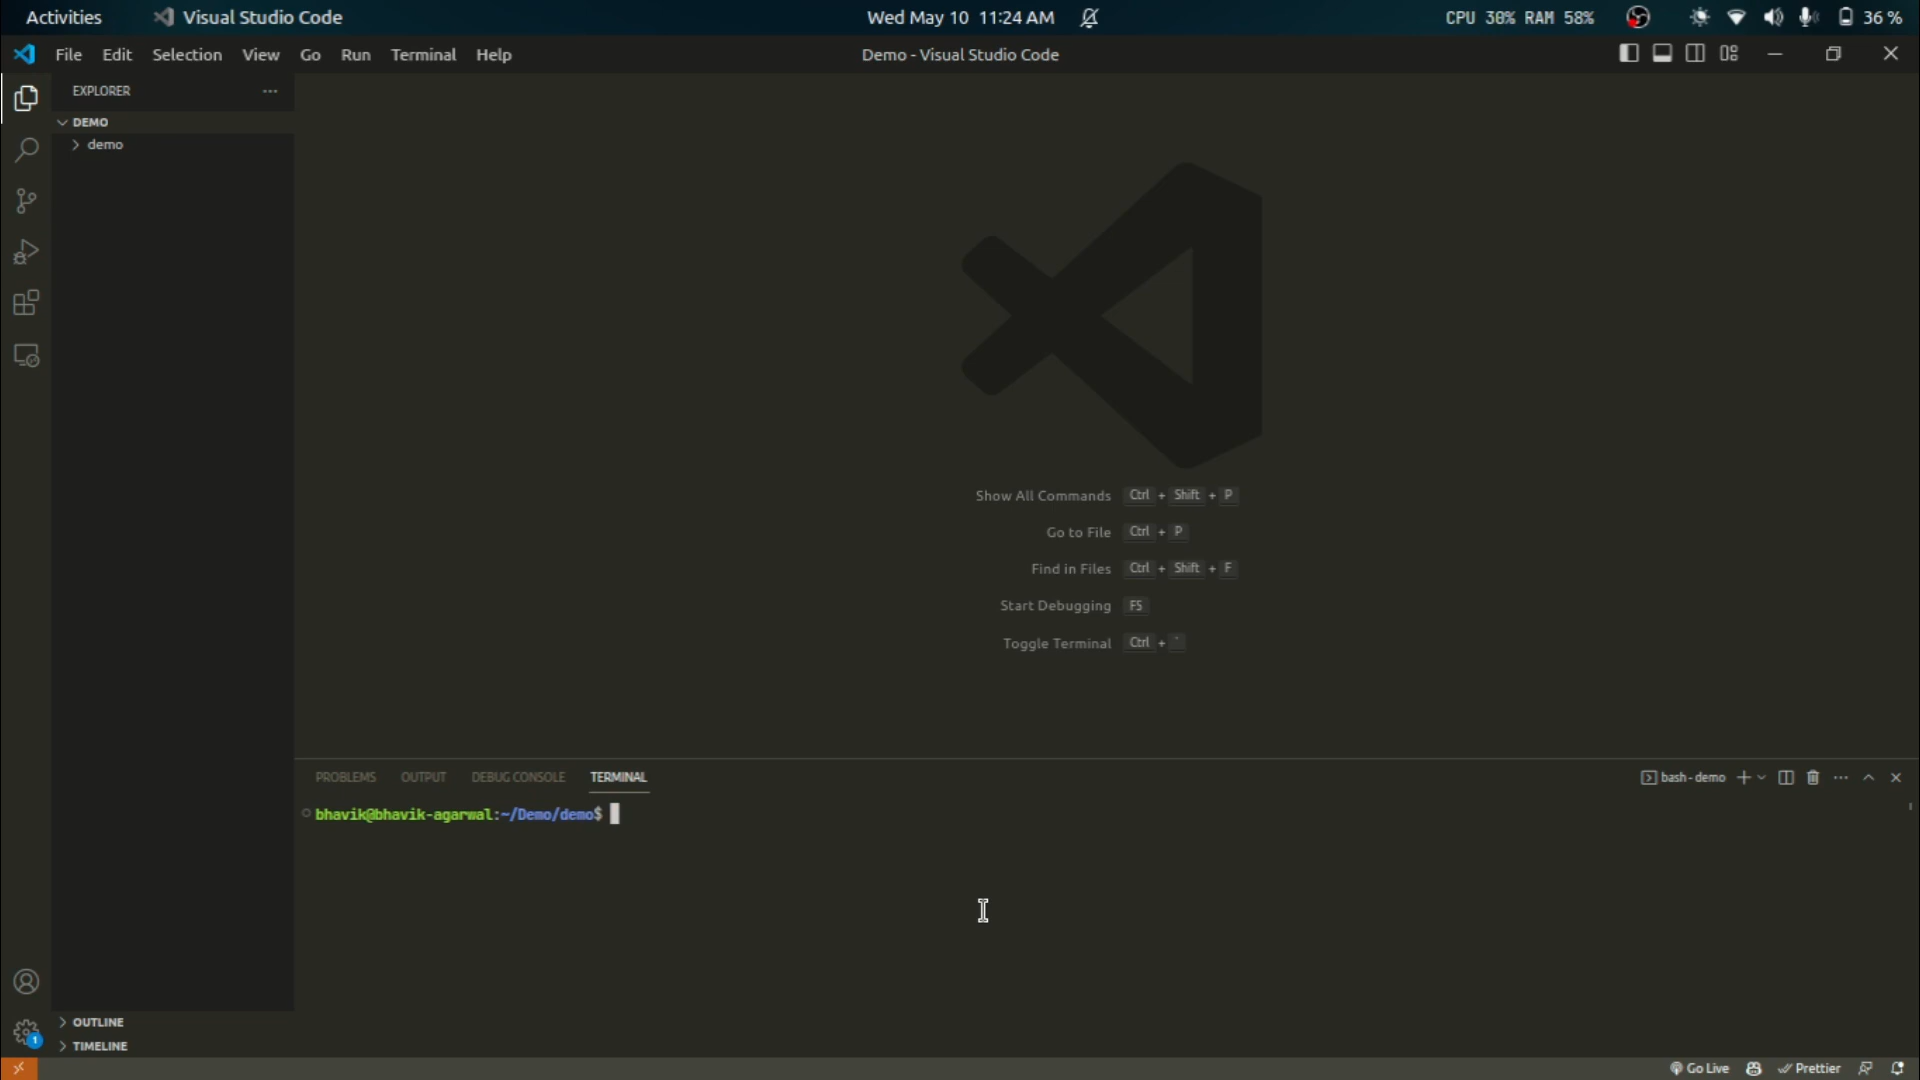 Activities Visual Studio Code Wed May 10 11:24 AM CPU 30% RAM 58% 36 %
File Edit Selection View Go Run Terminal Help Demo - Visual Studio Code
EXPLORER
DEMO
demo
Show All Commands Ctrl + Shift + P
Go to File Ctrl + P
Find in Files Ctrl + Shift + F
Start Debugging F5
Toggle Terminal Ctrl + `
PROBLEMS OUTPUT DEBUG CONSOLE TERMINAL bash - demo
bhavik@bhavik-agarwal:~/Demo/demo$
OUTLINE
1
TIMELINE
Go Live Prettier